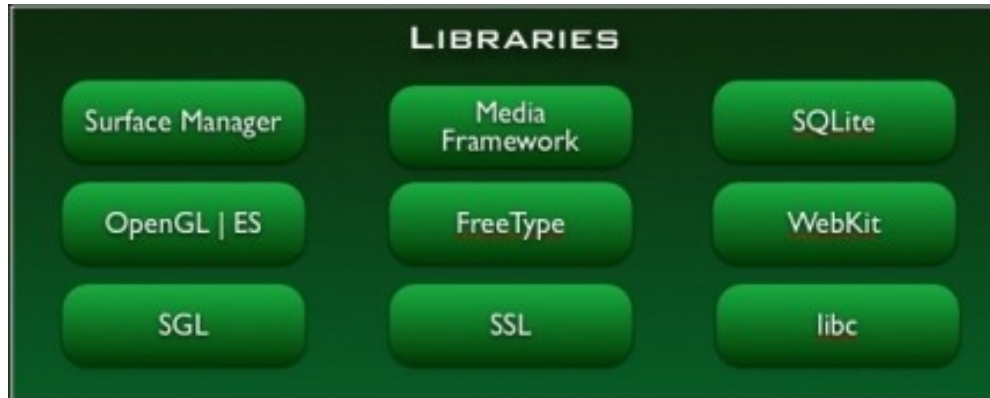 LIBRARIES
Surface Manager
Media
Framework
SQLite
OpenGL | ES
FreeType
WebKit
SGL
SSL
libc